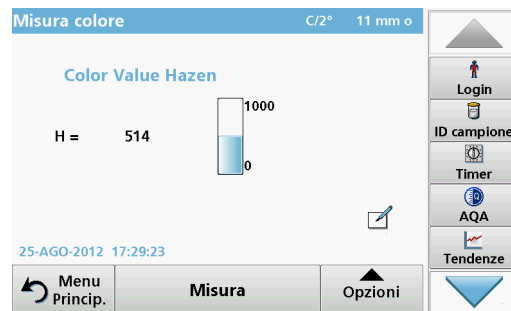 Misura colore C/2° 11 mm o
Color Value Hazen
1000
H = 514
0
25-AGO-2012 17:29:23
Menu
Princip.
Misura
Opzioni
Login
ID campione
Timer
AQA
Tendenze